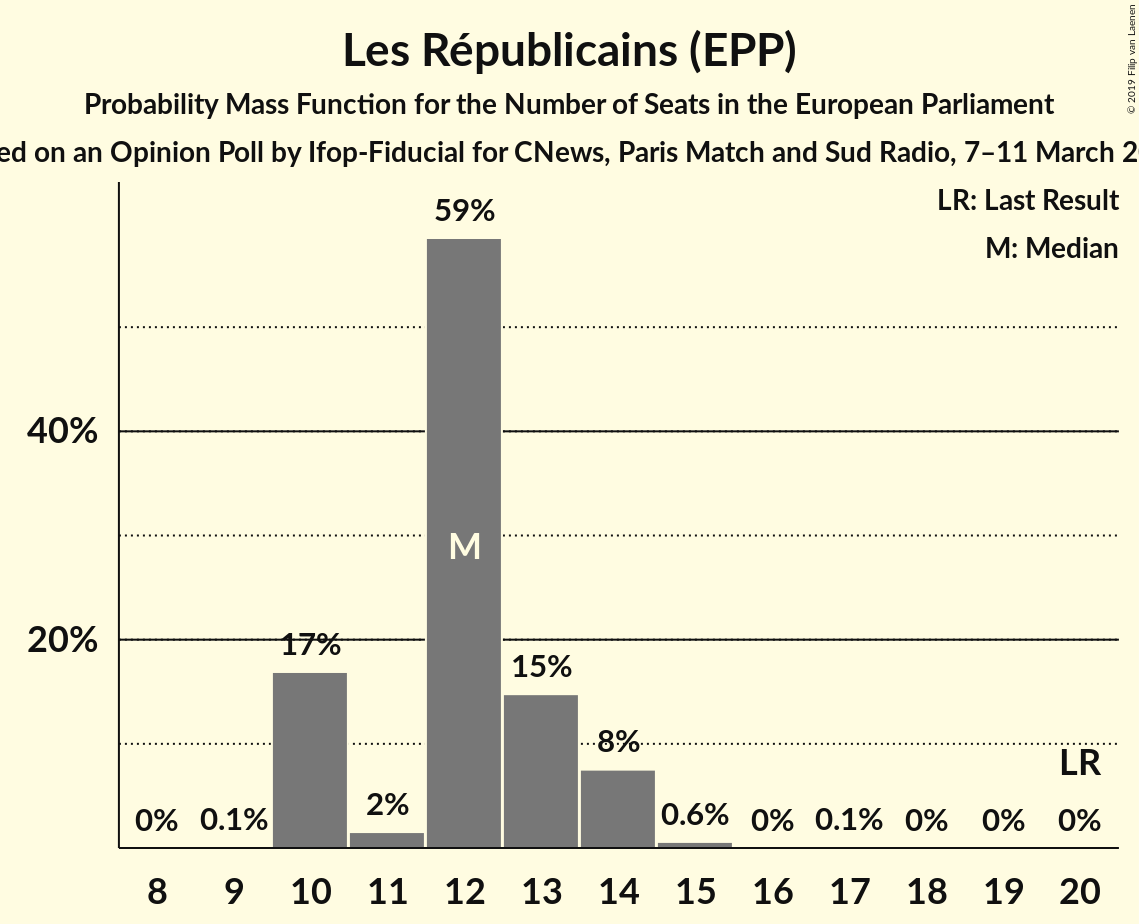 Les Républicains (EPP)
Probability Mass Function for the Number of Seats in the European Parliament
on an Opinion Poll by Ifop-Fiducial for CNews, Paris Match and Sud Radio, 7–11 March
© 2019 Filip van Laenen
LR: Last Result
M: Median
59%
40%
M
20%
17%
15%
8%
LR
0% 0.1% 2% 0.6% 0% 0.1% 0% 0% 0%
8 9 10 11 12 13 14 15 16 17 18 19 20